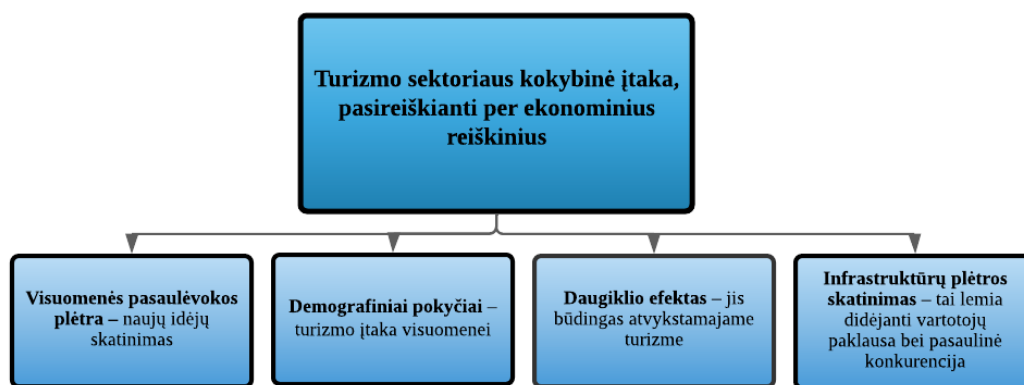 Turizmo sektoriaus kokybinė įtaka,
pasireiškianti per ekonominius
reiškinius
Visuomenės pasaulėvokos
plėtra – naujų idėjų
skatinimas
Demografiniai pokyčiai –
turizmo įtaka visuomenei
Daugiklio efektas – jis
būdingas atvykstamajame
turizme
Infrastruktūrų plėtros
skatinimas – tai lemia
didėjanti vartotojų
paklausa bei pasaulinė
konkurencija